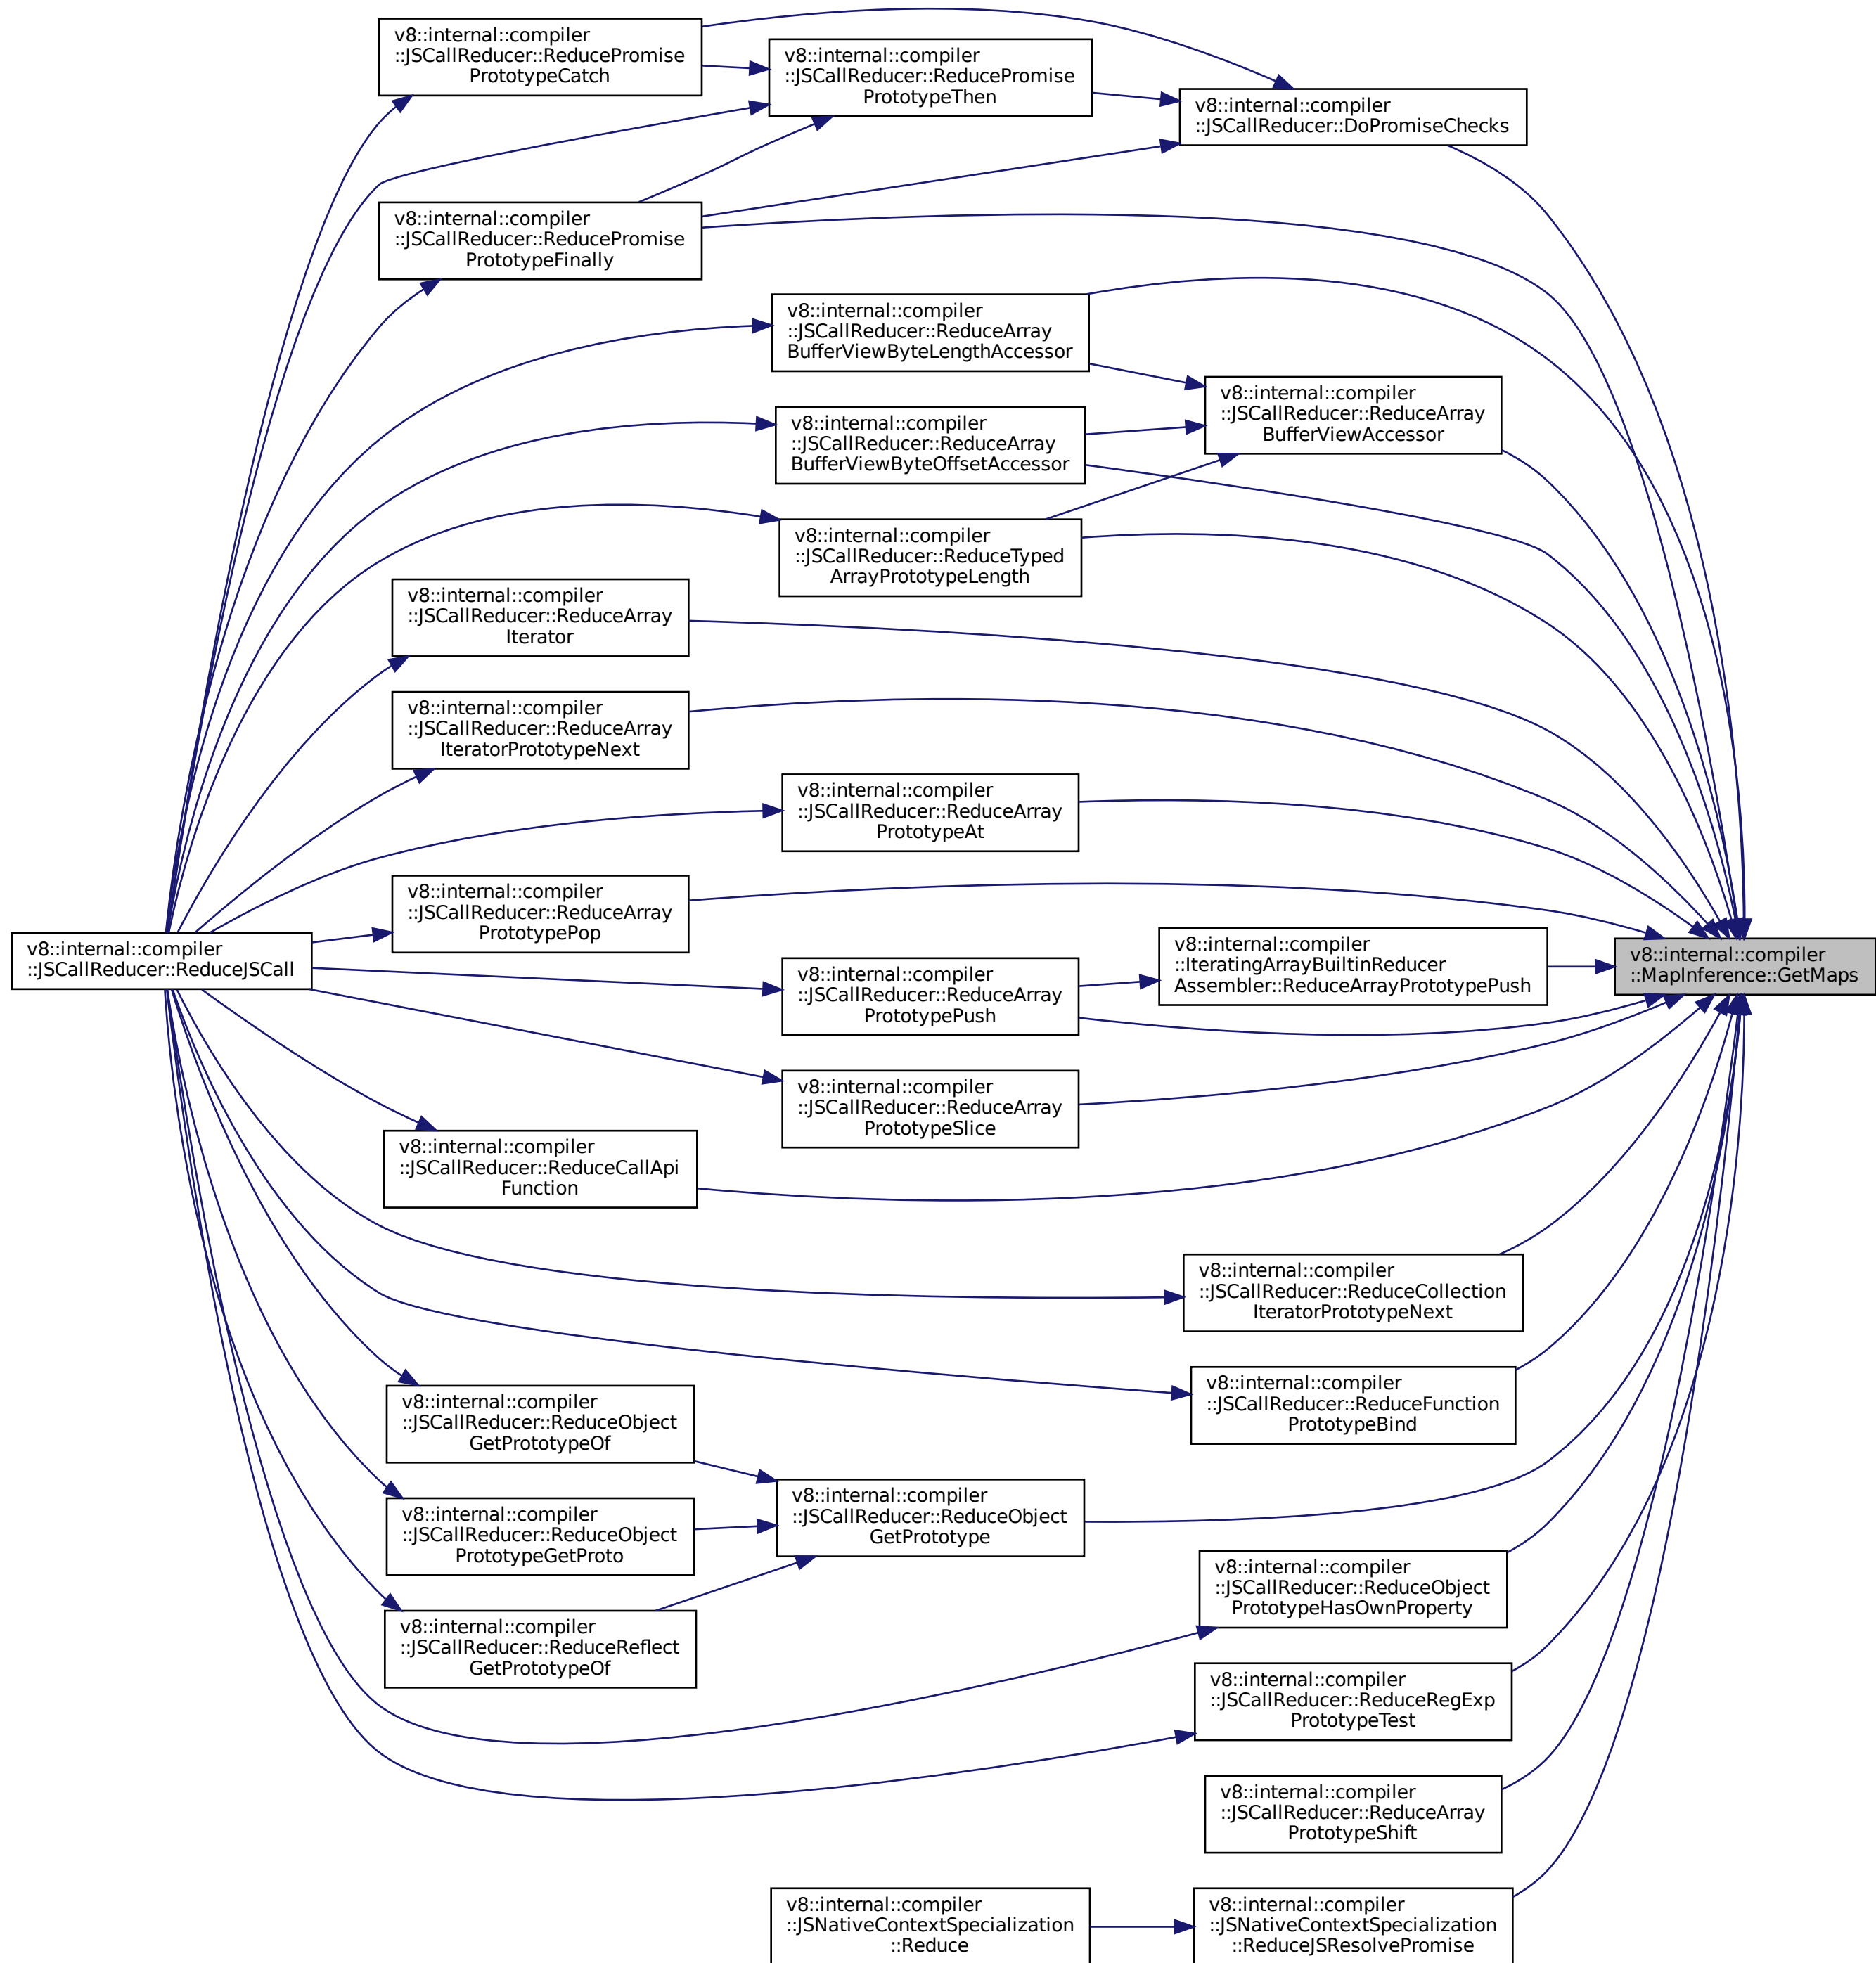 v8::internal::compiler
::JSCallReducer::ReducePromise
PrototypeCatch
v8::internal::compiler
::JSCallReducer::ReducePromise
PrototypeThen
v8::internal::compiler
::JSCallReducer::DoPromiseChecks
v8::internal::compiler
::JSCallReducer::ReducePromise
PrototypeFinally
v8::internal::compiler
::JSCallReducer::ReduceArray
BufferViewByteLengthAccessor
v8::internal::compiler
::JSCallReducer::ReduceArray
BufferViewAccessor
v8::internal::compiler
::JSCallReducer::ReduceArray
BufferViewByteOffsetAccessor
v8::internal::compiler
::JSCallReducer::ReduceTyped
ArrayPrototypeLength
v8::internal::compiler
::JSCallReducer::ReduceArray
Iterator
v8::internal::compiler
::JSCallReducer::ReduceArray
IteratorPrototypeNext
v8::internal::compiler
::JSCallReducer::ReduceArray
PrototypeAt
v8::internal::compiler
::JSCallReducer::ReduceArray
PrototypePop
v8::internal::compiler
::JSCallReducer::ReduceJSCall
v8::internal::compiler
::IteratingArrayBuiltinReducer
Assembler::ReduceArrayPrototypePush
v8::internal::compiler
::MapInference::GetMaps
v8::internal::compiler
::JSCallReducer::ReduceArray
PrototypePush
v8::internal::compiler
::JSCallReducer::ReduceArray
PrototypeSlice
v8::internal::compiler
::JSCallReducer::ReduceCallApi
Function
v8::internal::compiler
::JSCallReducer::ReduceCollection
IteratorPrototypeNext
v8::internal::compiler
::JSCallReducer::ReduceFunction
PrototypeBind
v8::internal::compiler
::JSCallReducer::ReduceObject
GetPrototypeOf
v8::internal::compiler
::JSCallReducer::ReduceObject
GetPrototype
v8::internal::compiler
::JSCallReducer::ReduceObject
PrototypeGetProto
v8::internal::compiler
::JSCallReducer::ReduceObject
PrototypeHasOwnProperty
v8::internal::compiler
::JSCallReducer::ReduceReflect
GetPrototypeOf
v8::internal::compiler
::JSCallReducer::ReduceRegExp
PrototypeTest
v8::internal::compiler
::JSCallReducer::ReduceArray
PrototypeShift
v8::internal::compiler
::JSNativeContextSpecialization
::Reduce
v8::internal::compiler
::JSNativeContextSpecialization
::ReduceJSResolvePromise